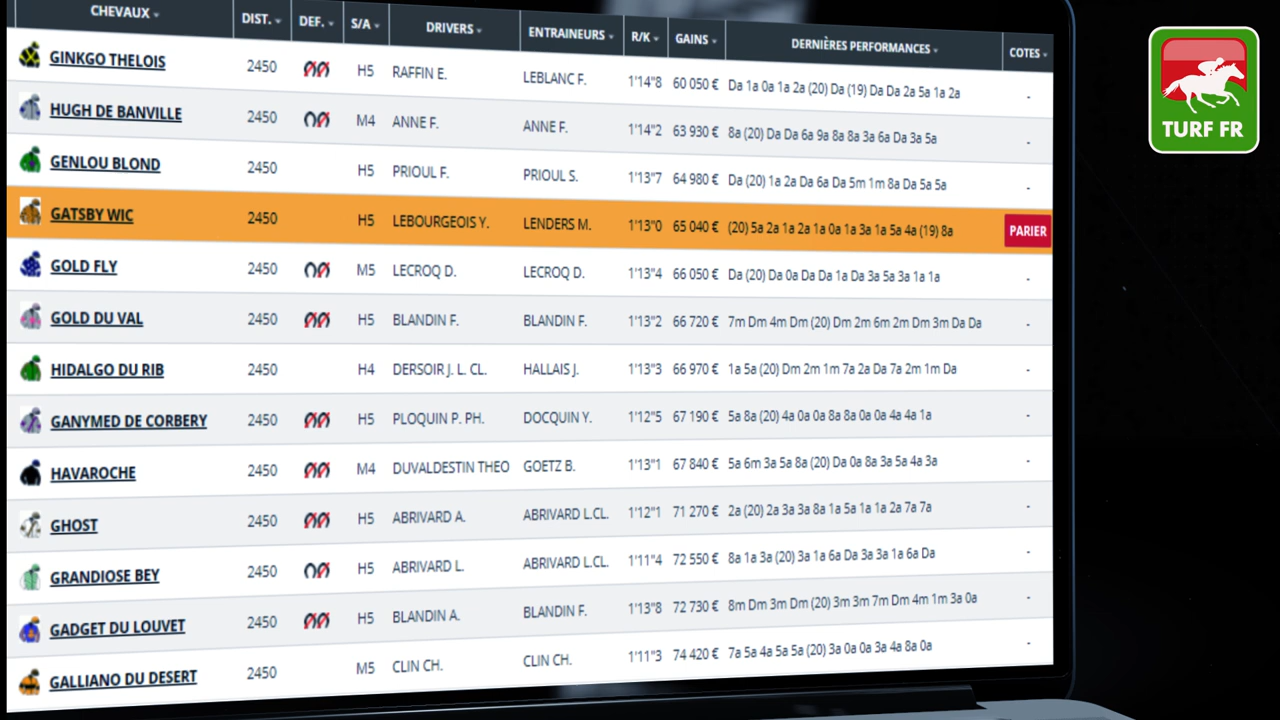 CHEVAUX DIST. DEF. S/A DRIVERS ENTRAINEURS R/K GAINS DERNIÈRES PERFORMANCES COTES
GINKGO THELOIS 2450 H5 RAFFIN E. LEBLANC F. 1'14"8 60 050 € Da 1a 0a 1a 2a (20) Da (19) Da Da 2a 5a 1a 2a -
HUGH DE BANVILLE 2450 M4 ANNE F. ANNE F. 1'14"2 63 930 € 8a (20) Da Da 6a 9a 8a 8a 3a 6a Da 3a 5a -
GENLOU BLOND 2450 H5 PRIOUL F. PRIOUL S. 1'13"7 64 980 € Da (20) 1a 2a Da 6a Da 5m 1m 8a Da 5a 5a -
GATSBY WIC 2450 H5 LEBOURGEOIS Y. LENDERS M. 1'13"0 65 040 € (20) 5a 2a 1a 2a 1a 0a 1a 3a 1a 5a 4a (19) 8a PARIER
GOLD FLY 2450 M5 LECROQ D. LECROQ D. 1'13"4 66 050 € Da (20) Da 0a Da Da 1a Da 3a 5a 3a 1a 1a -
GOLD DU VAL 2450 H5 BLANDIN F. BLANDIN F. 1'13"2 66 720 € 7m Dm 4m Dm (20) Dm 2m 6m 2m Dm 3m Da Da -
HIDALGO DU RIB 2450 H4 DERSOIR J. L. CL. HALLAIS J. 1'13"3 66 970 € 1a 5a (20) Dm 2m 1m 7a 2a Da 7a 2m 1m Da -
GANYMED DE CORBERY 2450 H5 PLOQUIN P. PH. DOCQUIN Y. 1'12"5 67 190 € 5a 8a (20) 4a 0a 0a 8a 8a 0a 0a 4a 4a 1a -
HAVAROCHE 2450 M4 DUVALDESTIN THEO GOETZ B. 1'13"1 67 840 € 5a 6m 3a 5a 8a (20) Da 0a 8a 3a 5a 4a 3a -
GHOST 2450 H5 ABRIVARD A. ABRIVARD L.CL. 1'12"1 71 270 € 2a (20) 2a 3a 3a 8a 1a 5a 1a 1a 2a 7a 7a -
GRANDIOSE BEY 2450 H5 ABRIVARD L. ABRIVARD L.CL. 1'11"4 72 550 € 8a 1a 3a (20) 3a 1a 6a Da 3a 3a 1a 6a Da -
GADGET DU LOUVET 2450 H5 BLANDIN A. BLANDIN F. 1'13"8 72 730 € 8m Dm 3m Dm (20) 3m 3m 7m Dm 4m 1m 3a 0a -
GALLIANO DU DESERT 2450 M5 CLIN CH. CLIN CH. 1'11"3 74 420 € 7a 5a 4a 5a 5a (20) 3a 0a 0a 3a 4a 8a 0a -
TURF FR